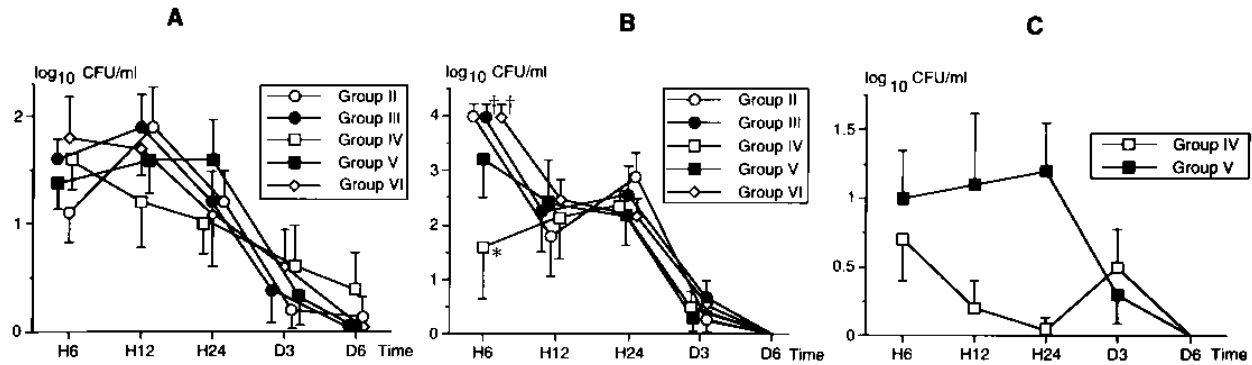 A
log10 CFU/ml
2
1
0
Group II
Group III
Group IV
Group V
Group VI
H6 H12 H24 D3 D6 Time
B
log10 CFU/ml
4
3
2
1
0
††
*
Group II
Group III
Group IV
Group V
Group VI
H6 H12 H24 D3 D6 Time
C
log10 CFU/ml
1.5
1
0.5
0
Group IV
Group V
H6 H12 H24 D3 D6 Time